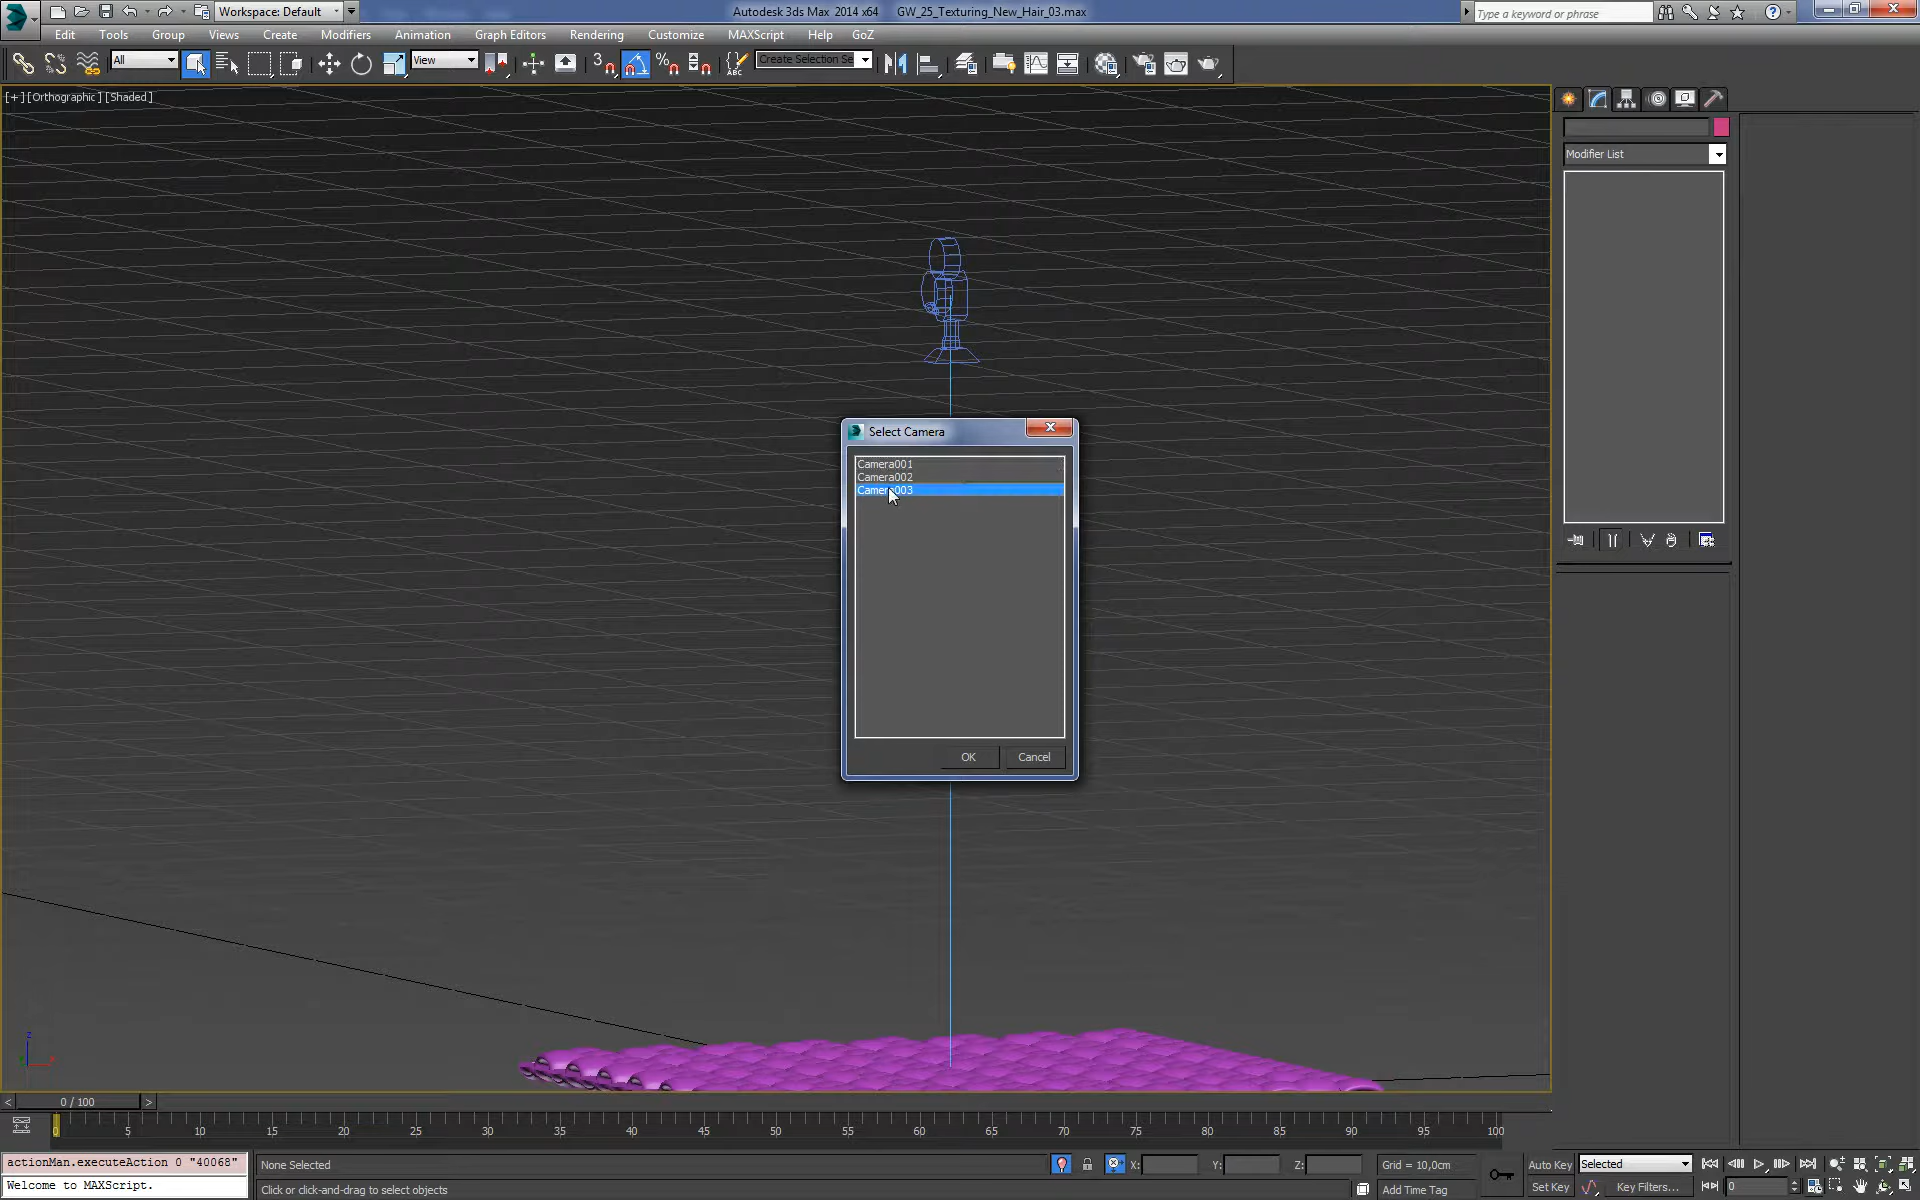 Workspace: Default
Autodesk 3ds Max 2014 x64 GW_25_Texturing_New_Hair_03.max
Type a keyword or phrase
Edit Tools Group Views Create Modifiers Animation Graph Editors Rendering Customize MAXScript Help GoZ
All
View
3
%
ABC
Create Selection Se
[+][Orthographic][Shaded]
Modifier List
Select Camera
Camera001
Camera002
Camera003
OK Cancel
z
x
< 0 / 100 >
0 5 10 15 20 25 30 35 40 45 50 55 60 65 70 75 80 85 90 95 100
actionMan.executeAction 0 "40068"
None Selected
X: Y: Z:
Grid = 10,0cm
Auto Key
Selected
Welcome to MAXScript.
Click or click-and-drag to select objects
Add Time Tag
Set Key
Key Filters...
0